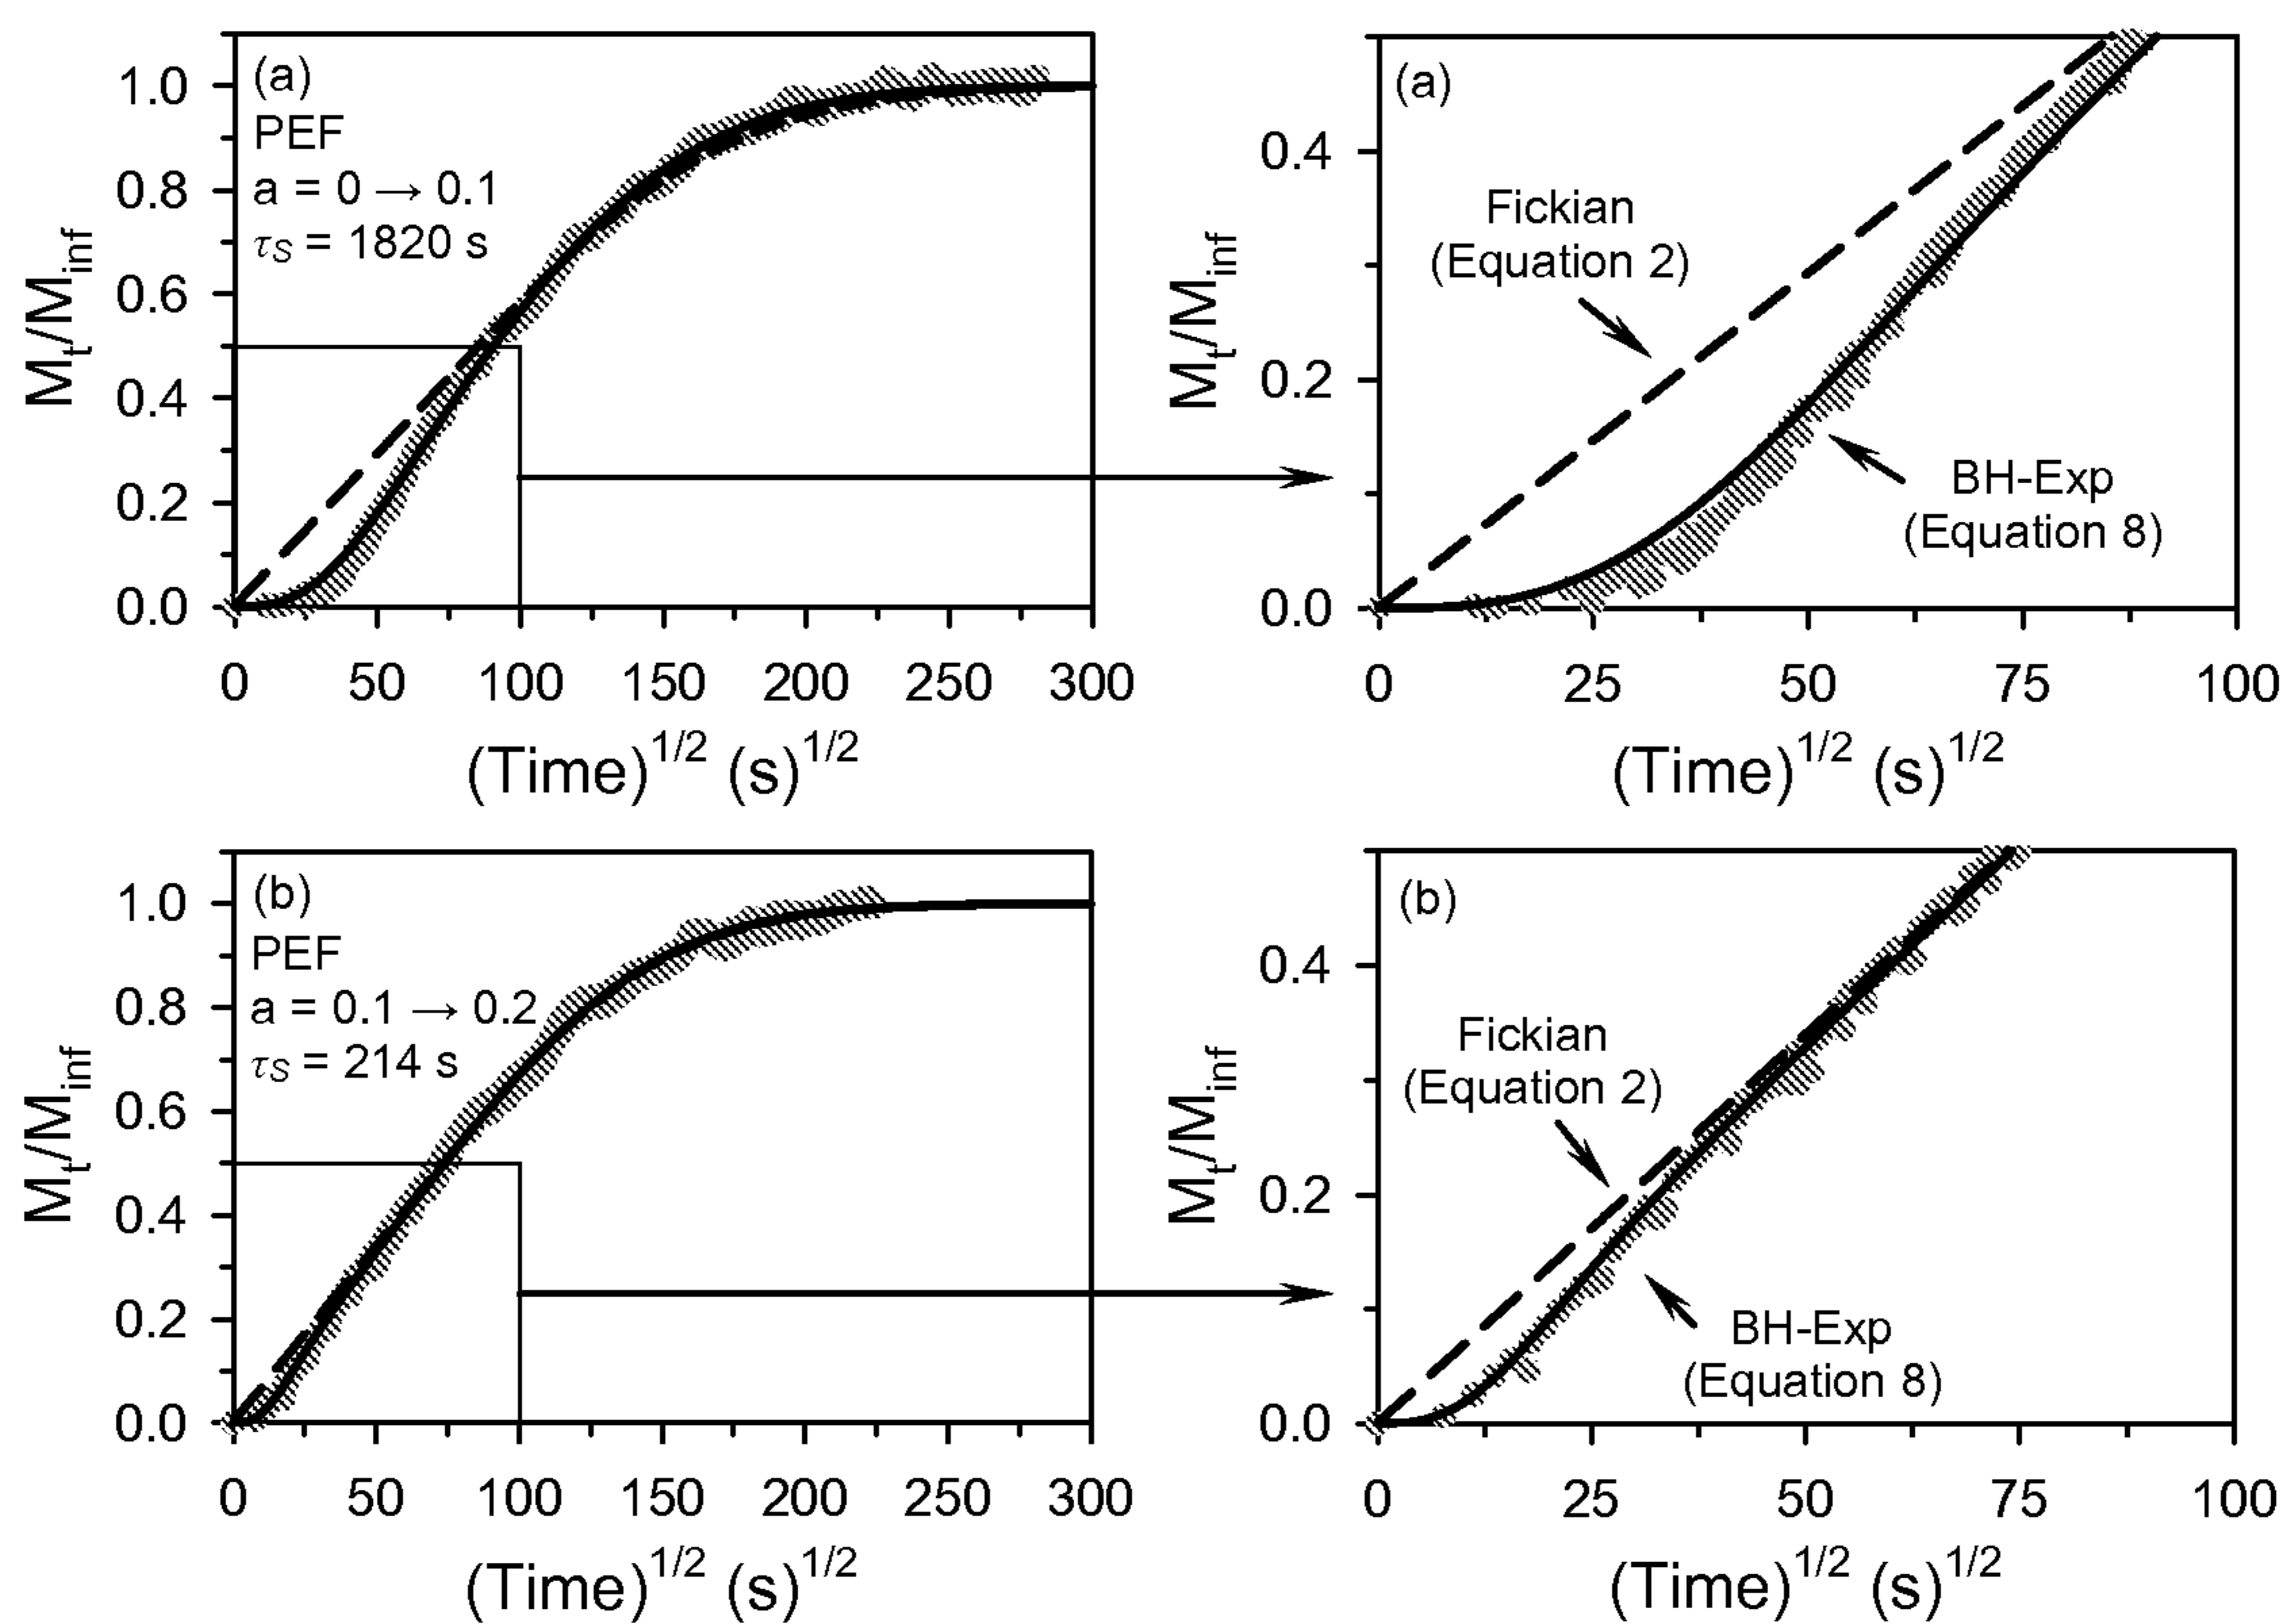 (a)
PEF
a = 0 → 0.1
τS = 1820 s
1.0
0.8
0.6
0.4
0.2
0.0
Mt/Minf
0 50 100 150 200 250 300
(Time)1/2 (s)1/2
(a)
0.4
0.2
0.0
Mt/Minf
Fickian
(Equation 2)
BH-Exp
(Equation 8)
0 25 50 75 100
(Time)1/2 (s)1/2
(b)
PEF
a = 0.1 → 0.2
τS = 214 s
1.0
0.8
0.6
0.4
0.2
0.0
Mt/Minf
0 50 100 150 200 250 300
(Time)1/2 (s)1/2
(b)
0.4
0.2
0.0
Mt/Minf
Fickian
(Equation 2)
BH-Exp
(Equation 8)
0 25 50 75 100
(Time)1/2 (s)1/2